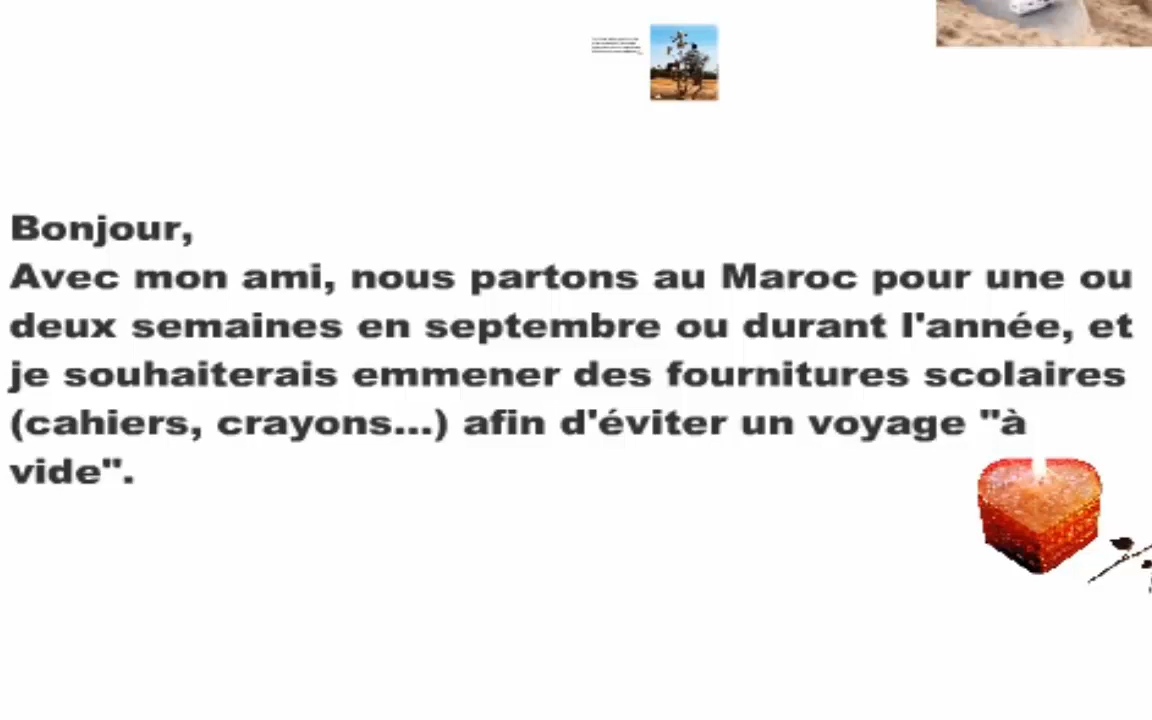 Bonjour,
Avec mon ami, nous partons au Maroc pour une ou
deux semaines en septembre ou durant l'année, et
je souhaiterais emmener des fournitures scolaires
(cahiers, crayons...) afin d'éviter un voyage "à
vide".